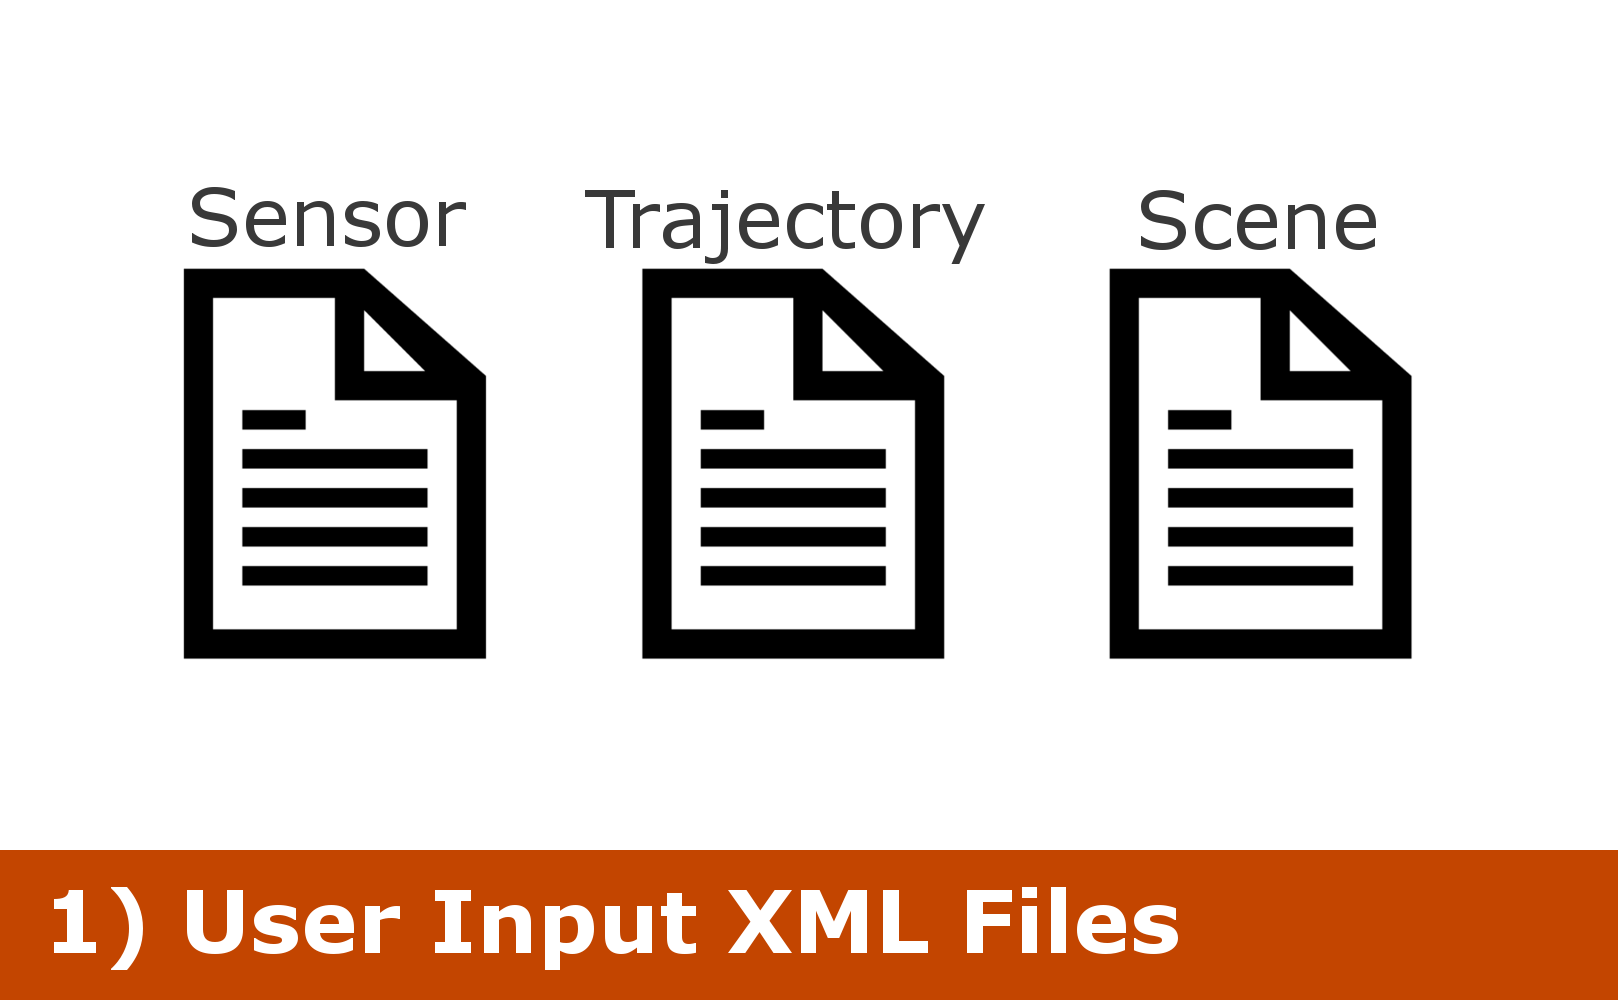 Sensor Trajectory Scene
1) User Input XML Files